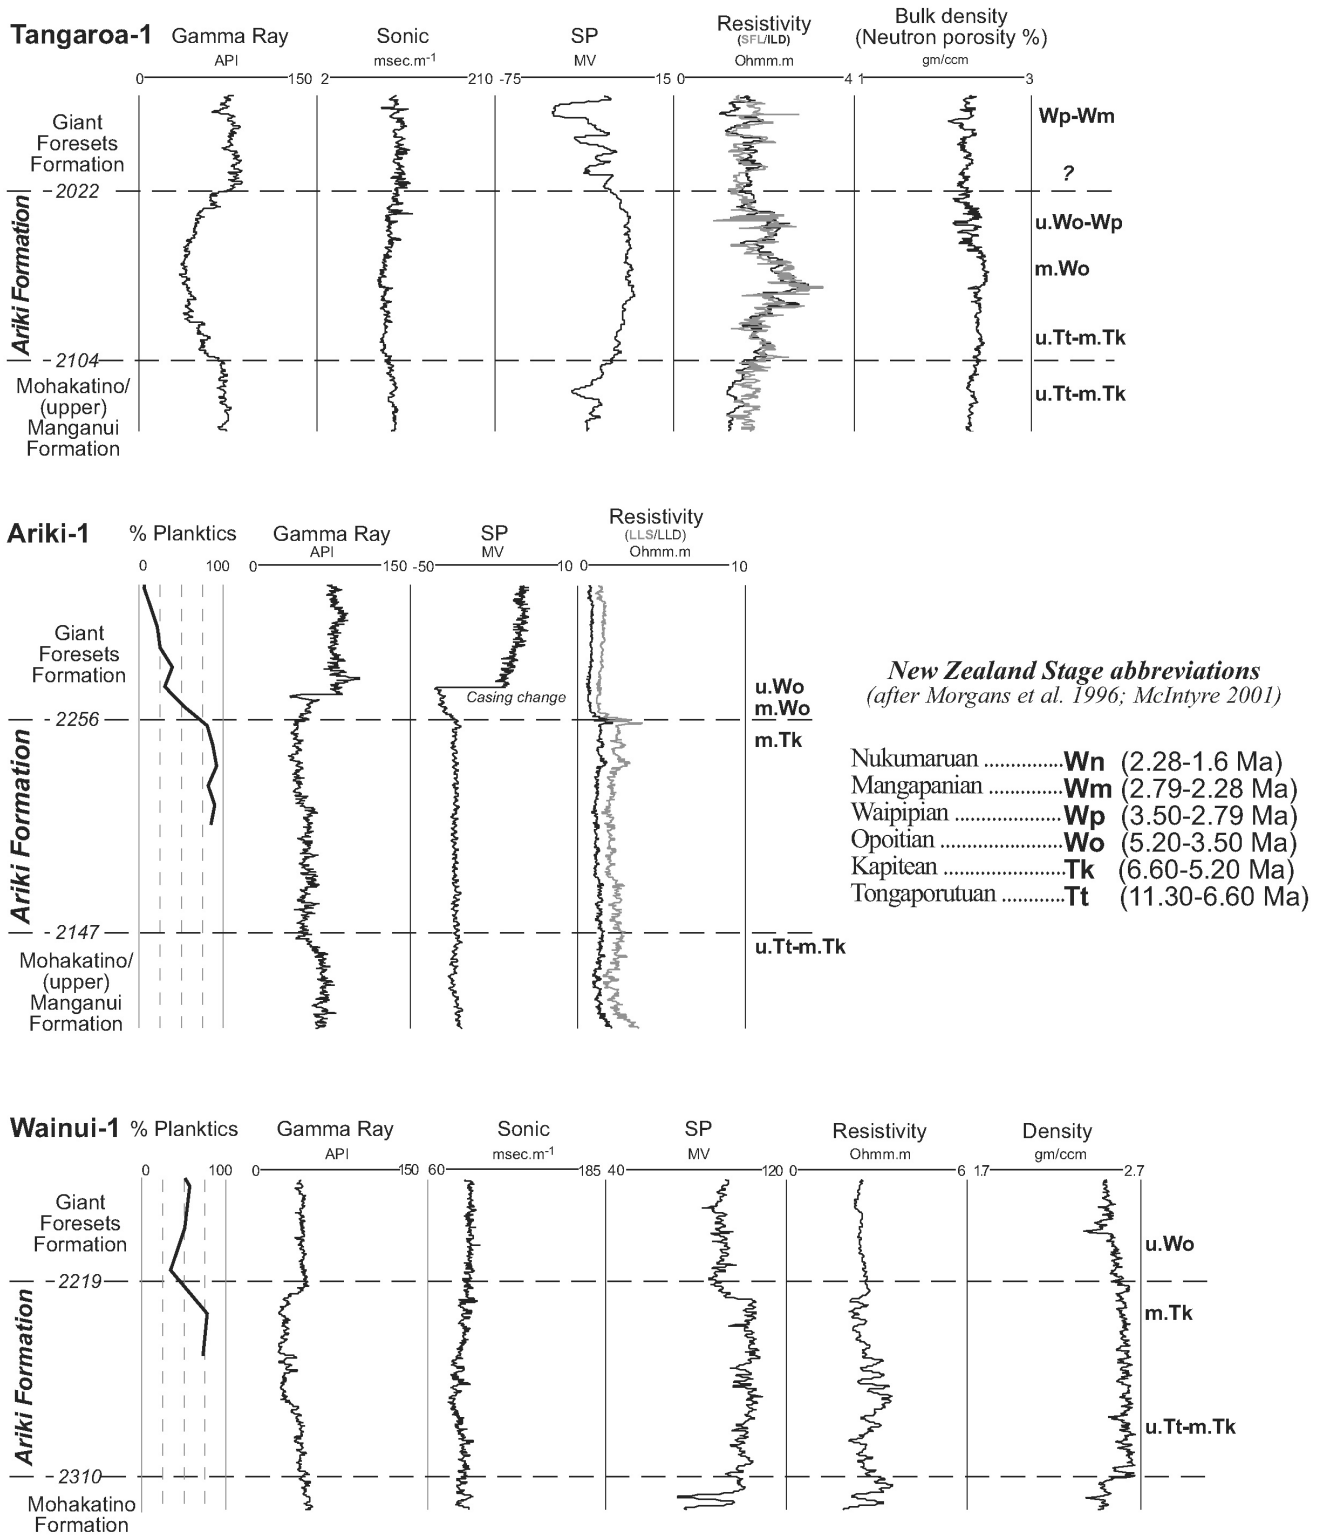 Tangaroa-1 Gamma Ray Sonic SP Resistivity Bulk density
(SFL/ILD) (Neutron porosity %)
API msec.m-1 MV Ohmm.m gm/ccm
0 150 2 210 -75 15 0 4 1 3
Giant
Foresets
Formation
Wp-Wm
?
2022
Ariki Formation
u.Wo-Wp
m.Wo
u.Tt-m.Tk
2104
Mohakatino/
(upper)
Manganui
Formation
u.Tt-m.Tk
Ariki-1 % Planktics Gamma Ray SP Resistivity
(LLS/LLD)
API MV Ohmm.m
0 100 0 150 -50 10 0 10
Giant
Foresets
Formation
Casing change
u.Wo
m.Wo
2256
m.Tk
Ariki Formation
2147
u.Tt-m.Tk
Mohakatino/
(upper)
Manganui
Formation
New Zealand Stage abbreviations
(after Morgans et al. 1996; McIntyre 2001)
Nukumaruan ...............Wn (2.28-1.6 Ma)
Mangapanian ..............Wm (2.79-2.28 Ma)
Waipipian ....................Wp (3.50-2.79 Ma)
Opoitian .......................Wo (5.20-3.50 Ma)
Kapitean .......................Tk (6.60-5.20 Ma)
Tongaporutuan ............Tt (11.30-6.60 Ma)
Wainui-1 % Planktics Gamma Ray Sonic SP Resistivity Density
API msec.m-1 MV Ohmm.m gm/ccm
0 100 0 150 60 185 40 120 0 6 1.7 2.7
Giant
Foresets
Formation
u.Wo
2219
m.Tk
Ariki Formation
u.Tt-m.Tk
2310
Mohakatino
Formation